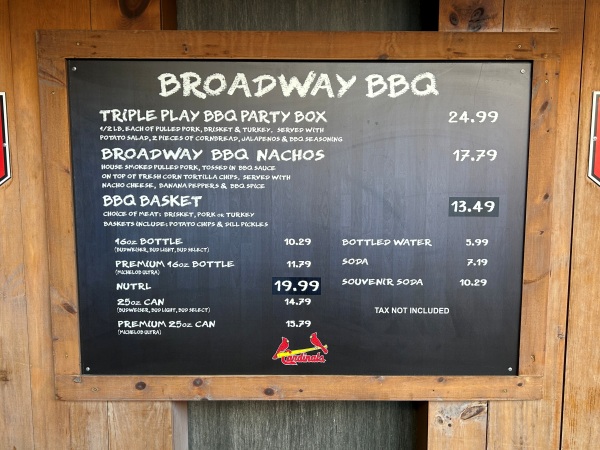 BROADWAY BBQ
TRIPLE PLAY BBQ PARTY BOX 24.99
1/2 LB. EACH OF PULLED PORK, BRISKET & TURKEY. SERVED WITH
POTATO SALAD, 2 PIECES OF CORNBREAD, JALAPENOS & BBQ SEASONING
BROADWAY BBQ NACHOS 17.79
HOUSE SMOKED PULLED PORK, TOSSED IN BBQ SAUCE
ON TOP OF FRESH CORN TORTILLA CHIPS. SERVED WITH
NACHO CHEESE, BANANA PEPPERS & BBQ SPICE
BBQ BASKET 13.49
CHOICE OF MEAT: BRISKET, PORK OR TURKEY
BASKETS INCLUDE: POTATO CHIPS & DILL PICKLES
16OZ BOTTLE 10.29
(BUDWEISER, BUD LIGHT, BUD SELECT)
PREMIUM 16OZ BOTTLE 11.79
(MICHELOB ULTRA)
NUTRL 19.99
25OZ CAN 14.79
(BUDWEISER, BUD LIGHT, BUD SELECT)
PREMIUM 25OZ CAN 15.79
(MICHELOB ULTRA)
BOTTLED WATER 5.99
SODA 7.19
SOUVENIR SODA 10.29
TAX NOT INCLUDED
Cardinals